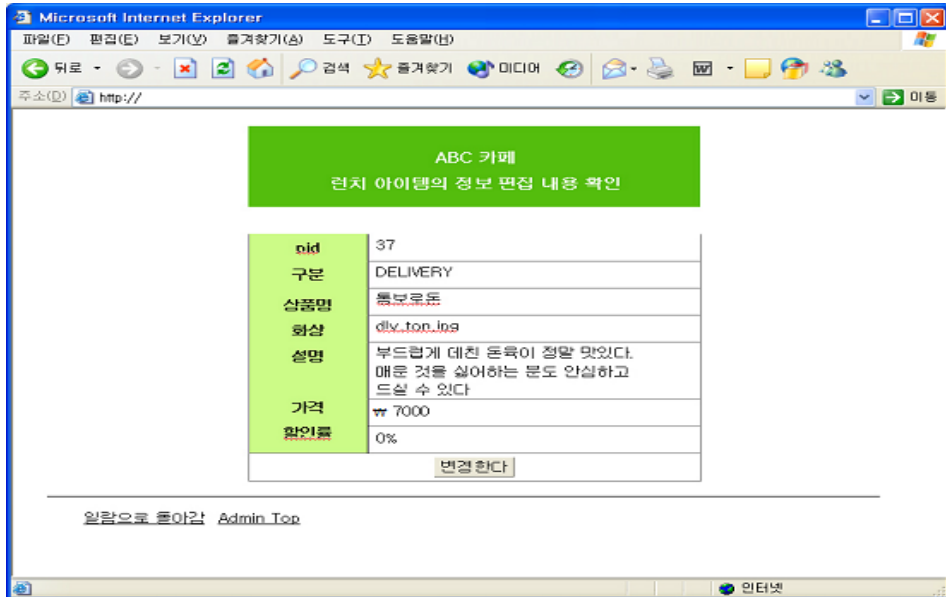 Microsoft Internet Explorer
파일(F) 편집(E) 보기(V) 즐겨찾기(A) 도구(T) 도움말(H)
뒤로 검색 즐겨찾기 미디어
주소(D) http:// 이동
ABC 카페
런치 아이템의 정보 편집 내용 확인
pid 37
구분 DELIVERY
상품명 톰보로돈
화상 dly_ton.jpg
설명 부드럽게 데친 돈육이 정말 맛있다.
매운 것을 싫어하는 분도 안심하고
드실 수 있다
가격 ₩ 7000
할인률 0%
변경한다
일람으로 돌아감 Admin Top
인터넷